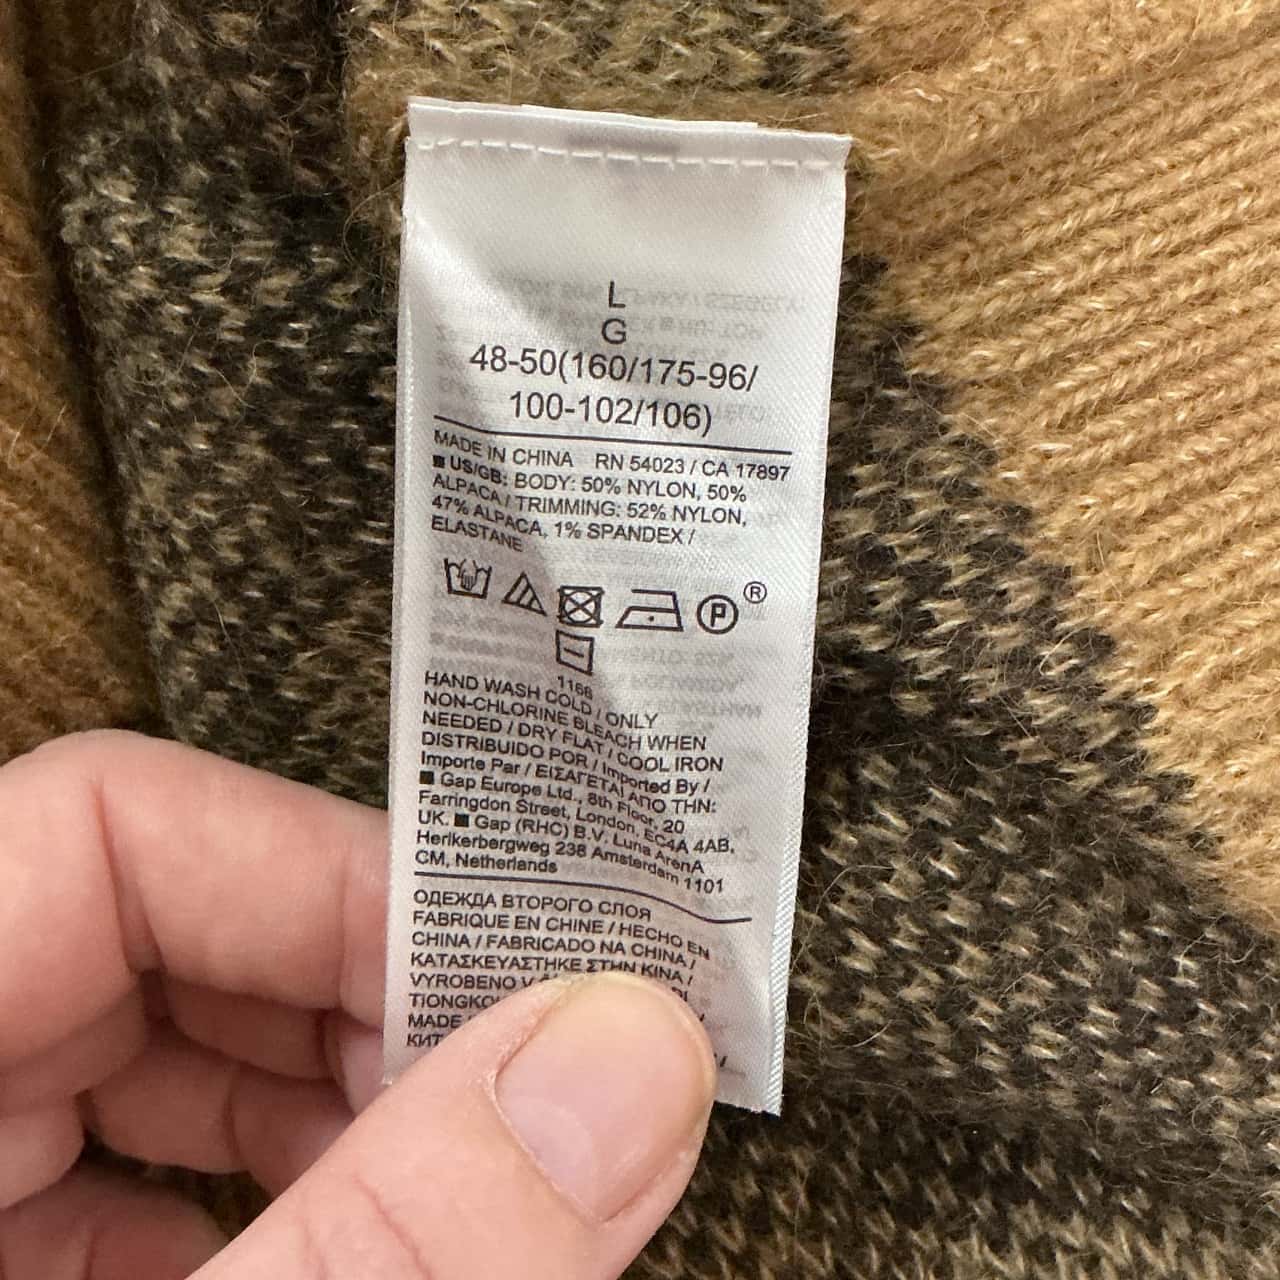 L
G
48-50(160/175-96/
100-102/106)
MADE IN CHINA RN 54023 / CA 17897
■ US/GB: BODY: 50% NYLON, 50%
ALPACA / TRIMMING: 52% NYLON,
47% ALPACA, 1% SPANDEX /
ELASTANE
P ®
1166
HAND WASH COLD / ONLY
NON-CHLORINE BLEACH WHEN
NEEDED / DRY FLAT / COOL IRON
DISTRIBUIDO POR / Imported By /
Importe Par / ΕΙΣΑΓΕΤΑΙ ΑΠΟ ΤΗΝ:
■ Gap Europe Ltd., 8th Floor, 20
Farringdon Street, London, EC4A 4AB,
UK. ■ Gap (RHC) B.V. Luna ArenA
Herikerbergweg 238 Amsterdam 1101
CM, Netherlands
ОДЕЖДА ВТОРОГО СЛОЯ
FABRIQUE EN CHINE / HECHO EN
CHINA / FABRICADO NA CHINA /
ΚΑΤΑΣΚΕΥΑΣΤΗΚΕ ΣΤΗΝ ΚΙΝΑ /
VYROBENO V
MADE